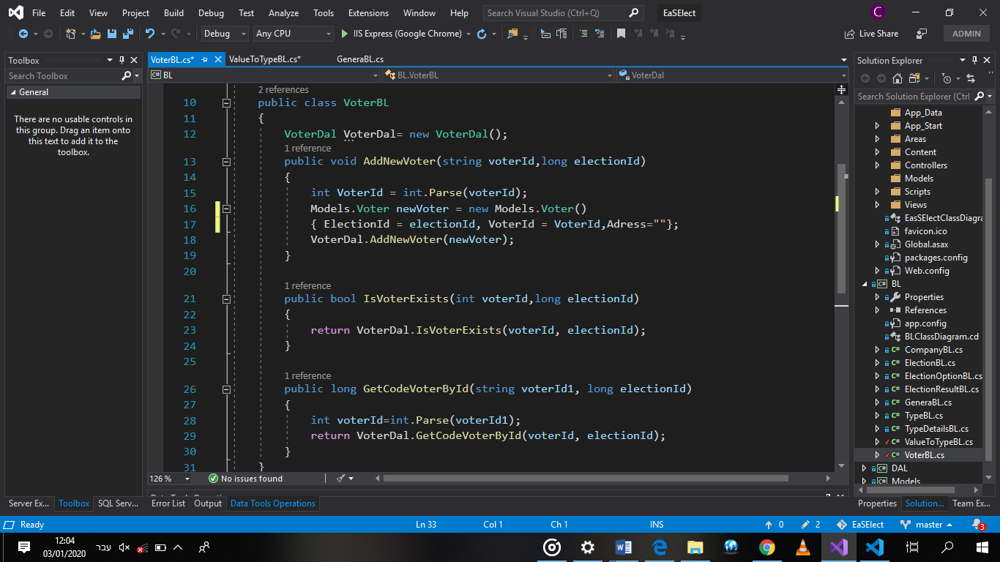 File Edit View Project Build Debug Test Analyze Tools Extensions Window Help Search Visual Studio (Ctrl+Q) EaSElect C
Debug Any CPU IIS Express (Google Chrome) Live Share ADMIN
Toolbox
Search Toolbox
General
There are no usable controls in
this group. Drag an item onto
this text to add it to the
toolbox.
Server Ex... Toolbox SQL Serv...
VoterBL.cs* ValueToTypeBL.cs* GeneraBL.cs
C# BL BL.VoterBL VoterDal
2 references
10 public class VoterBL
11 {
12 VoterDal VoterDal= new VoterDal();
1 reference
13 public void AddNewVoter(string voterId,long electionId)
14 {
15 int VoterId = int.Parse(voterId);
16 Models.Voter newVoter = new Models.Voter()
17 { ElectionId = electionId, VoterId = VoterId,Adress=""};
18 VoterDal.AddNewVoter(newVoter);
19 }
20
1 reference
21 public bool IsVoterExists(int voterId,long electionId)
22 {
23 return VoterDal.IsVoterExists(voterId, electionId);
24 }
25
1 reference
26 public long GetCodeVoterById(string voterId1, long electionId)
27 {
28 int voterId=int.Parse(voterId1);
29 return VoterDal.GetCodeVoterById(voterId, electionId);
30 }
31 }
126 % No issues found
Data Tools Operations
Error List Output Data Tools Operations
Solution Explorer
Search Solution Explorer (Ctrl
App_Data
App_Start
Areas
Content
Controllers
Models
Scripts
Views
EasSElectClassDiagra
favicon.ico
Global.asax
packages.config
Web.config
C# BL
Properties
References
app.config
BLClassDiagram.cd
C# CompanyBL.cs
C# ElectionBL.cs
C# ElectionOptionBL.cs
C# ElectionResultBL.cs
C# GeneraBL.cs
C# TypeBL.cs
C# TypeDetailsBL.cs
C# ValueToTypeBL.cs
C# VoterBL.cs
C# DAL
C# Models
Properties Solution... Team Ex...
Ready Ln 33 Col 1 Ch 1 INS 0 2 EaSElect master 3
12:04
03/01/2020
עבר